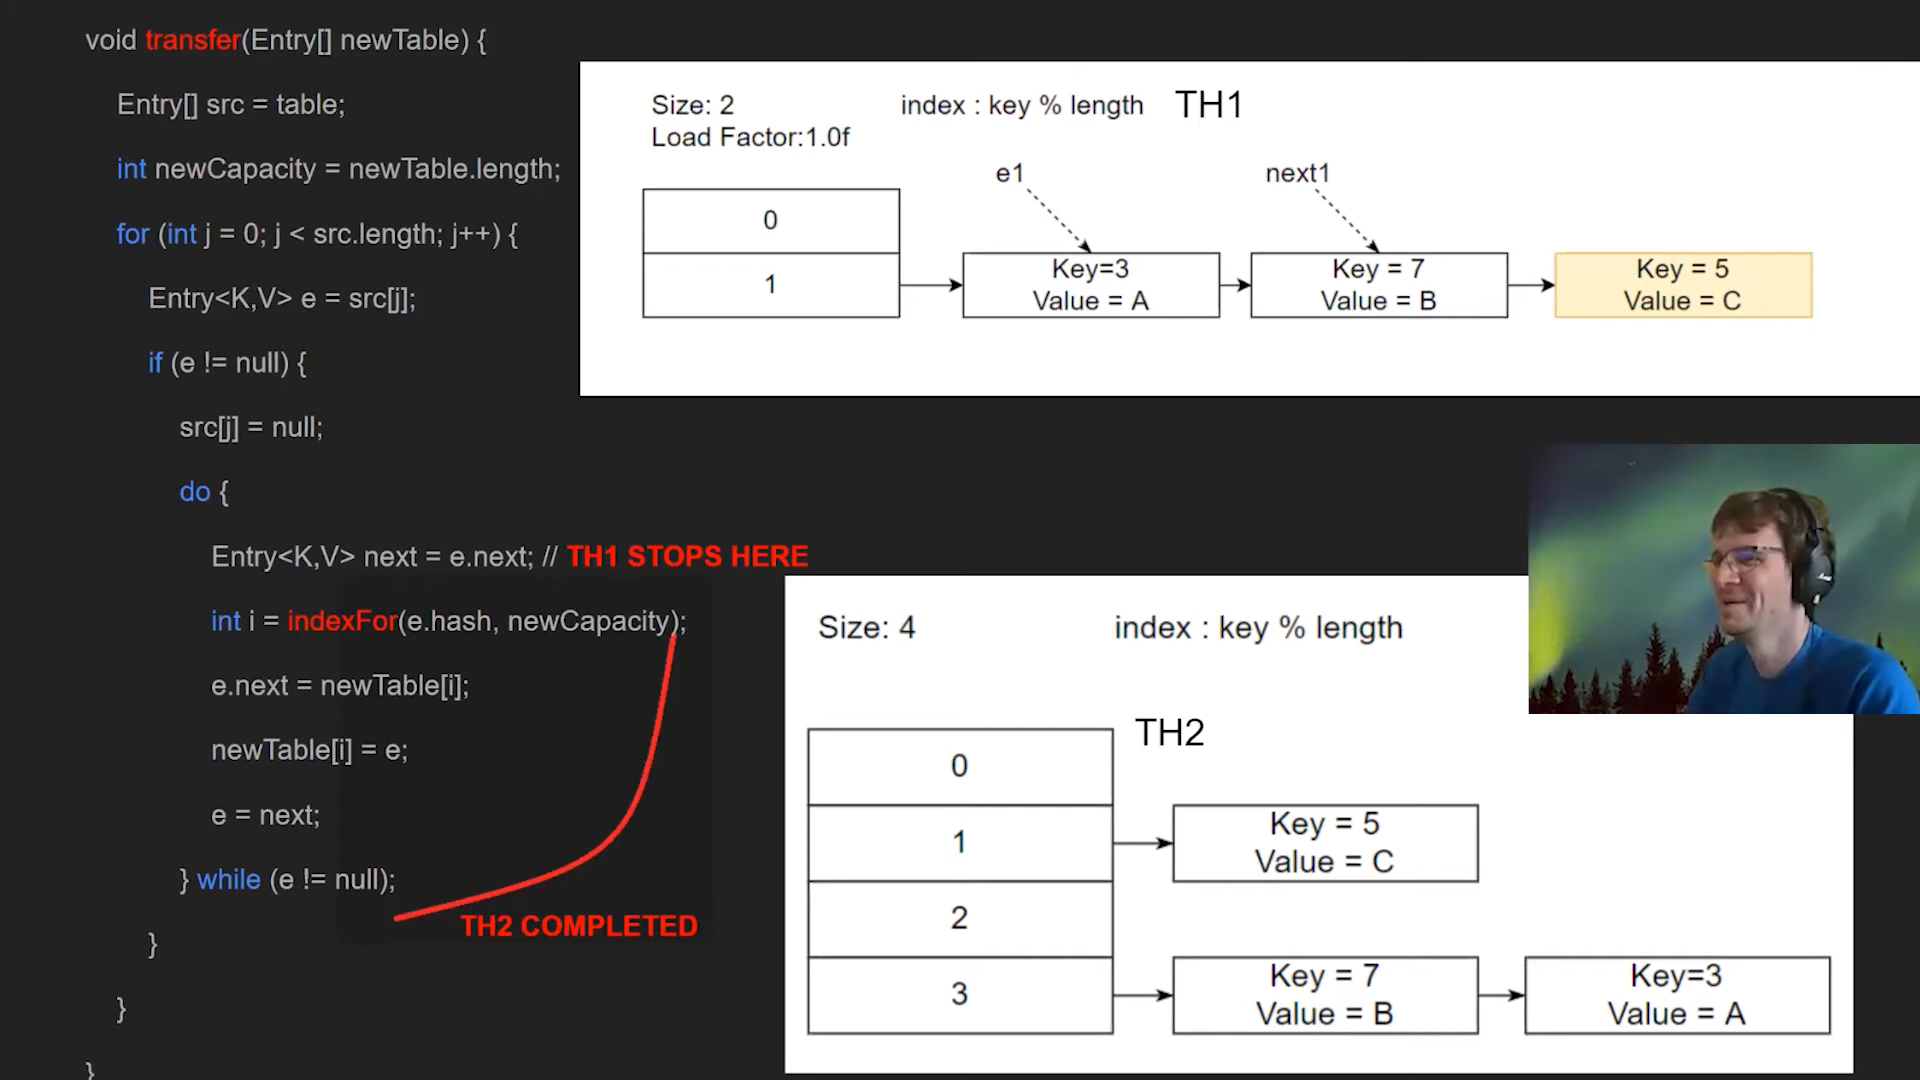 void transfer(Entry[] newTable) {
Entry[] src = table;
int newCapacity = newTable.length;
for (int j = 0; j < src.length; j++) {
Entry<K,V> e = src[j];
if (e != null) {
src[j] = null;
do {
Entry<K,V> next = e.next; // TH1 STOPS HERE
int i = indexFor(e.hash, newCapacity);
e.next = newTable[i];
newTable[i] = e;
e = next;
} while (e != null);
TH2 COMPLETED
}
}
}
Size: 2
index : key % length
TH1
Load Factor:1.0f
e1
next1
0
1
Key=3
Value = A
Key = 7
Value = B
Key = 5
Value = C
Size: 4
index : key % length
TH2
0
1
Key = 5
Value = C
2
3
Key = 7
Value = B
Key=3
Value = A